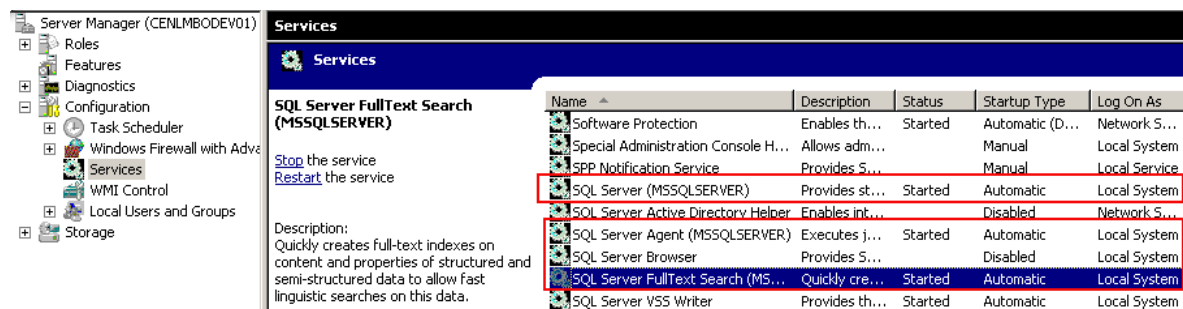 Server Manager (CENLMBODEV01)
Roles
Features
Diagnostics
Configuration
Task Scheduler
Windows Firewall with Adva
Services
WMI Control
Local Users and Groups
Storage
Services
Services
SQL Server FullText Search
(MSSQLSERVER)
Stop the service
Restart the service
Description:
Quickly creates full-text indexes on
content and properties of structured and
semi-structured data to allow fast
linguistic searches on this data.
Name Description Status Startup Type Log On As
Software Protection Enables th... Started Automatic (D... Network S...
Special Administration Console H... Allows adm... Manual Local System
SPP Notification Service Provides S... Manual Local Service
SQL Server (MSSQLSERVER) Provides st... Started Automatic Local System
SQL Server Active Directory Helper Enables int... Disabled Network S...
SQL Server Agent (MSSQLSERVER) Executes j... Started Automatic Local System
SQL Server Browser Provides S... Disabled Local System
SQL Server FullText Search (MS... Quickly cre... Started Automatic Local System
SQL Server VSS Writer Provides th... Started Automatic Local System